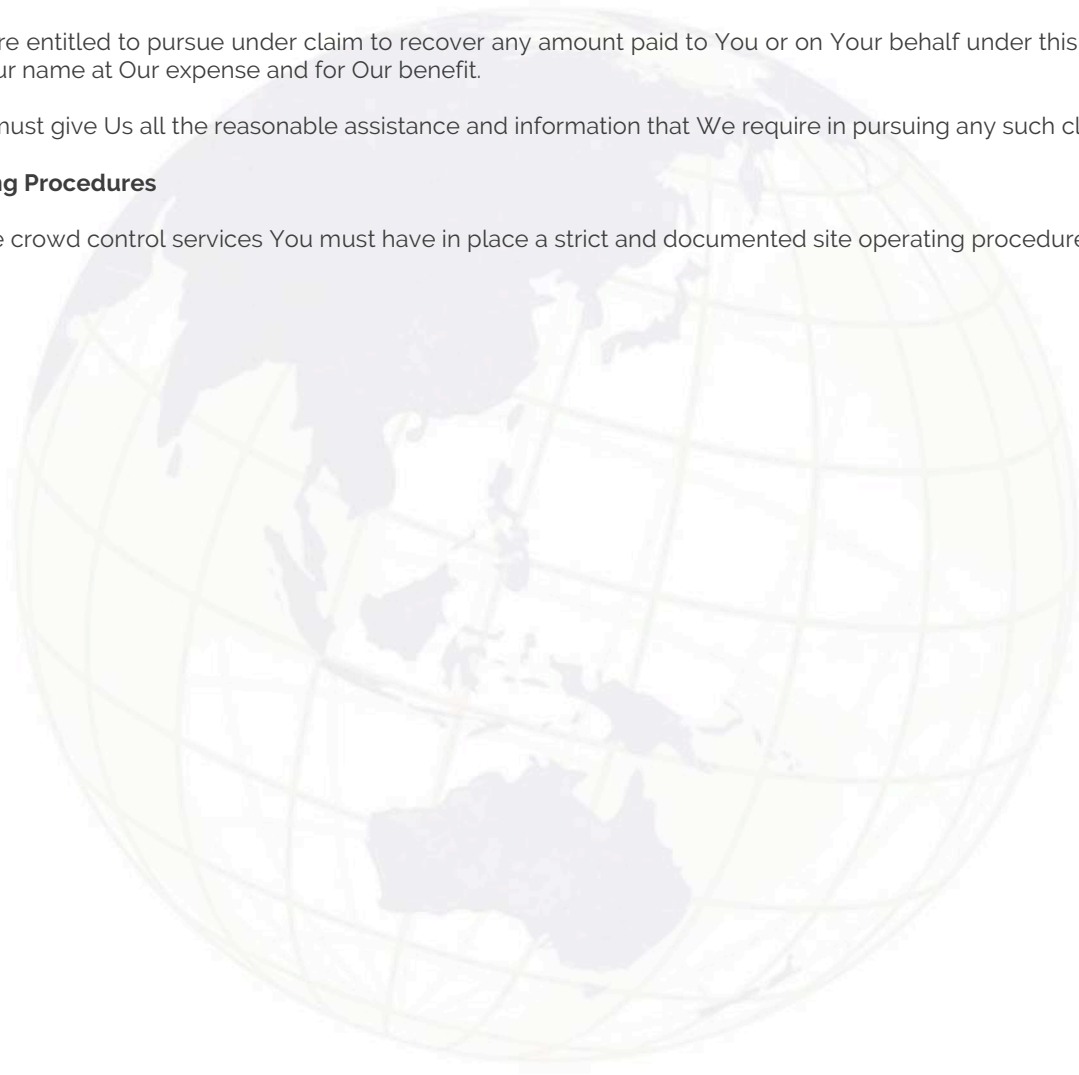 re entitled to pursue under claim to recover any amount paid to You or on Your behalf under this
ur name at Our expense and for Our benefit.
must give Us all the reasonable assistance and information that We require in pursuing any such cl
ng Procedures
e crowd control services You must have in place a strict and documented site operating procedure